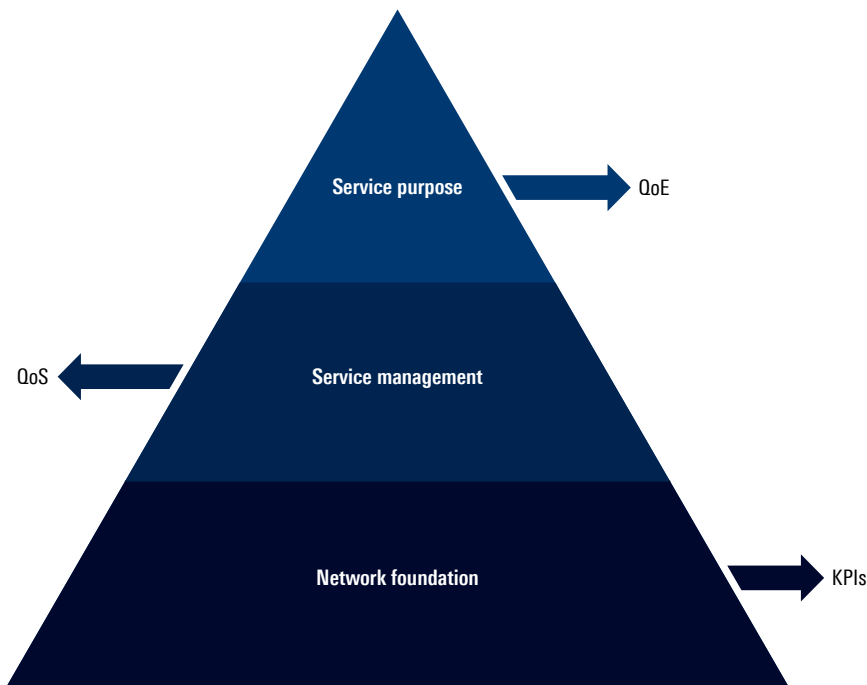 Service purpose
QoE
QoS
Service management
Network foundation
KPIs